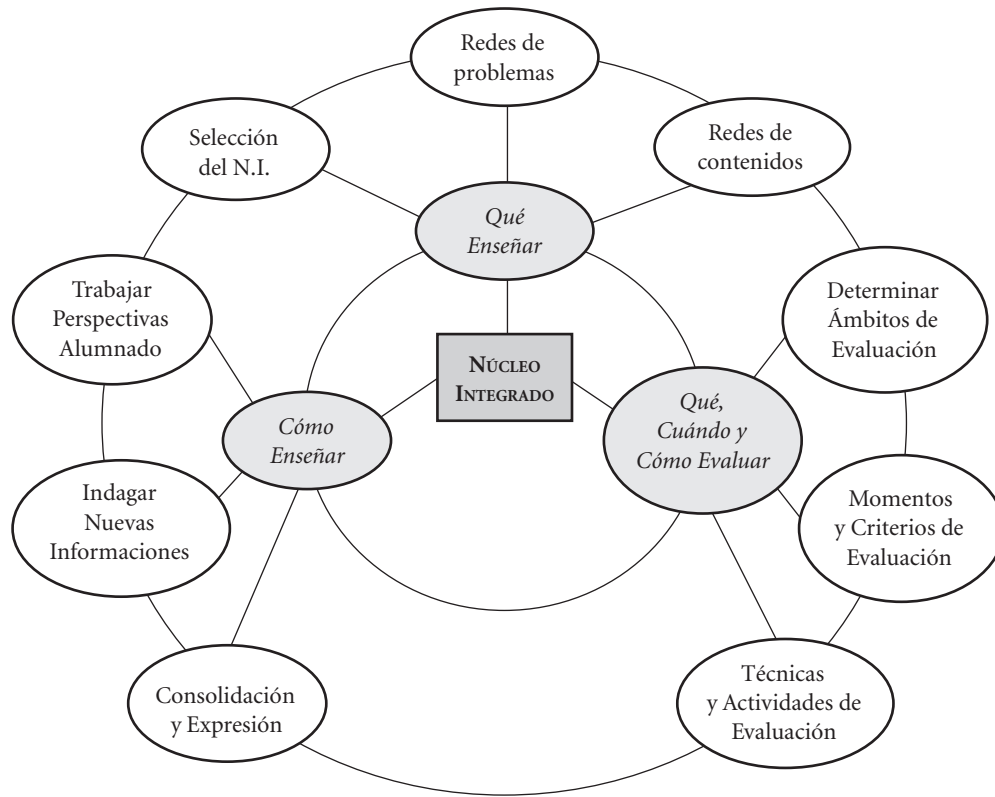 Redes de
problemas
Selección
del N.I.
Redes de
contenidos
Qué
Enseñar
Trabajar
Perspectivas
Alumnado
Determinar
Ámbitos de
Evaluación
NÚCLEO
INTEGRADO
Cómo
Enseñar
Qué,
Cuándo y
Cómo Evaluar
Indagar
Nuevas
Informaciones
Momentos
y Criterios de
Evaluación
Consolidación
y Expresión
Técnicas
y Actividades de
Evaluación